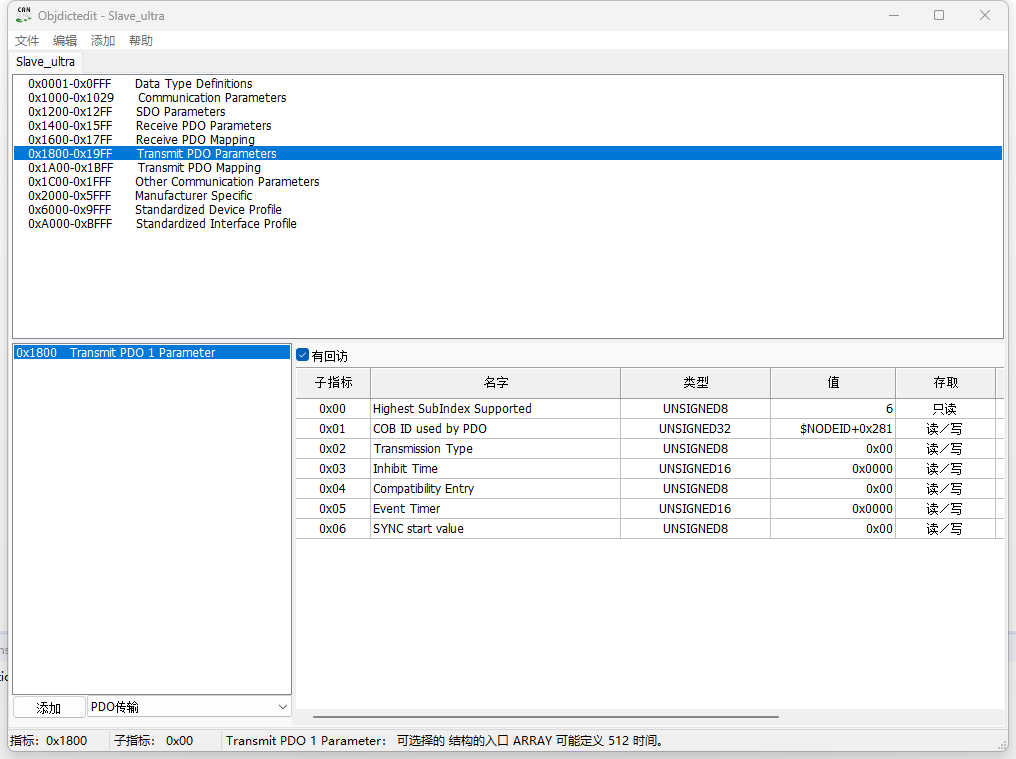 CAN
Objdictedit - Slave_ultra
文件 编辑 添加 帮助
Slave_ultra
0x0001-0x0FFF Data Type Definitions
0x1000-0x1029 Communication Parameters
0x1200-0x12FF SDO Parameters
0x1400-0x15FF Receive PDO Parameters
0x1600-0x17FF Receive PDO Mapping
0x1800-0x19FF Transmit PDO Parameters
0x1A00-0x1BFF Transmit PDO Mapping
0x1C00-0x1FFF Other Communication Parameters
0x2000-0x5FFF Manufacturer Specific
0x6000-0x9FFF Standardized Device Profile
0xA000-0xBFFF Standardized Interface Profile
0x1800 Transmit PDO 1 Parameter
有回访
子指标 名字 类型 值 存取
0x00 Highest SubIndex Supported UNSIGNED8 6 只读
0x01 COB ID used by PDO UNSIGNED32 $NODEID+0x281 读／写
0x02 Transmission Type UNSIGNED8 0x00 读／写
0x03 Inhibit Time UNSIGNED16 0x0000 读／写
0x04 Compatibility Entry UNSIGNED8 0x00 读／写
0x05 Event Timer UNSIGNED16 0x0000 读／写
0x06 SYNC start value UNSIGNED8 0x00 读／写
添加 PDO传输
指标：0x1800 子指标： 0x00 Transmit PDO 1 Parameter： 可选择的 结构的入口 ARRAY 可能定义 512 时间。